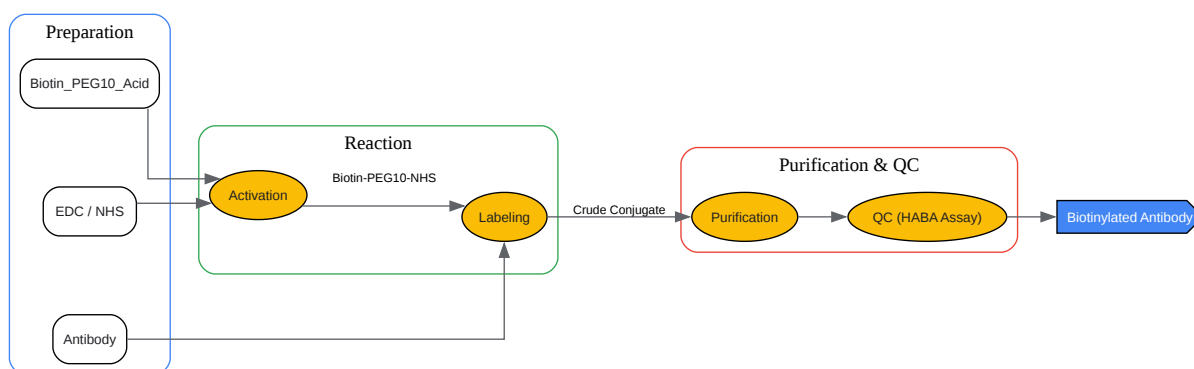 Preparation
Biotin_PEG10_Acid
EDC / NHS
Antibody
Reaction
Activation
Biotin-PEG10-NHS
Labeling
Crude Conjugate
Purification & QC
Purification
QC (HABA Assay)
Biotinylated Antibody